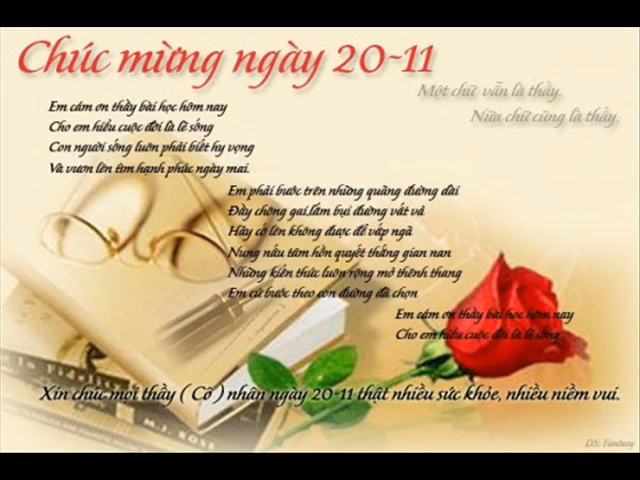 Chúc mừng ngày 20-11
Một chữ vẫn là thầy.
Nửa chữ cũng là thầy.
Em cám ơn thầy bài học hôm nay
Cho em hiểu cuộc đời là lẽ sống
Con người sống luôn phải biết hy vọng
Và vươn lên tìm hạnh phúc ngày mai.
Em phải bước trên những quãng đường dài
Đầy chông gai,lấm bụi đường vất vả
Hãy cố lên không được để vấp ngã
Nung nấu tâm hồn quyết thắng gian nan
Những kiến thức luôn rộng mở thênh thang
Em cứ bước theo con đường đã chọn
Em cám ơn thầy bài học hôm nay
Cho em hiểu cuộc đời là lẽ sống
Xin chúc mọi thầy ( Cô ) nhân ngày 20-11 thật nhiều sức khỏe, nhiều niềm vui.
M.J. ROSE
DS: Fantasy